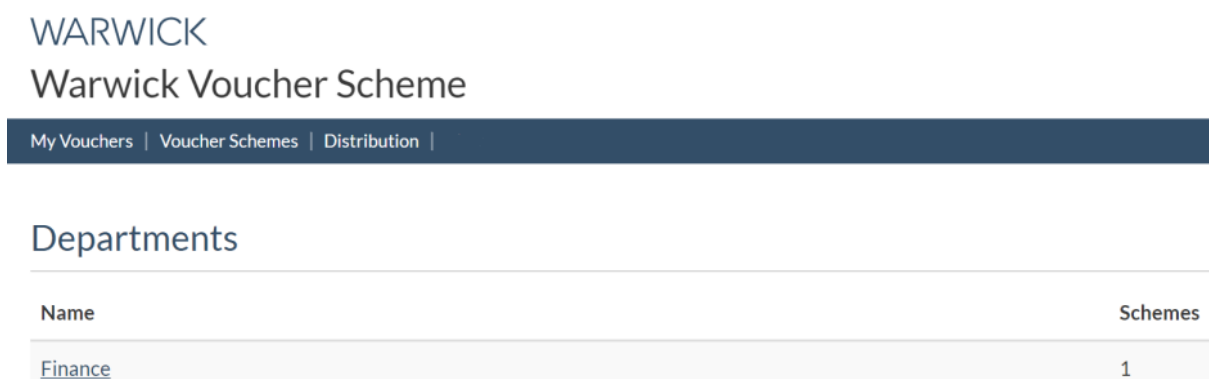 WARWICK
Warwick Voucher Scheme
My Vouchers | Voucher Schemes | Distribution |
Departments
Name Schemes
Finance 1